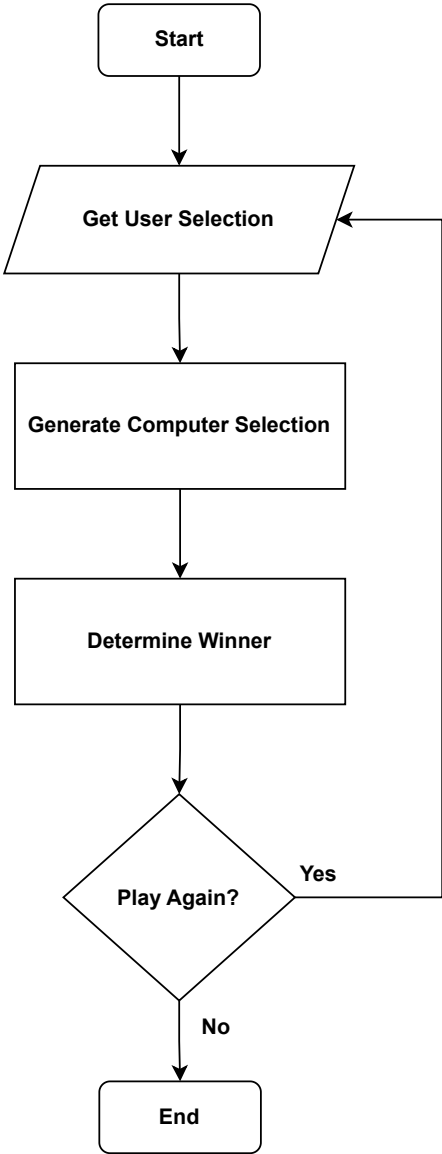 Start
Get User Selection
Generate Computer Selection
Determine Winner
Play Again?
Yes
No
End